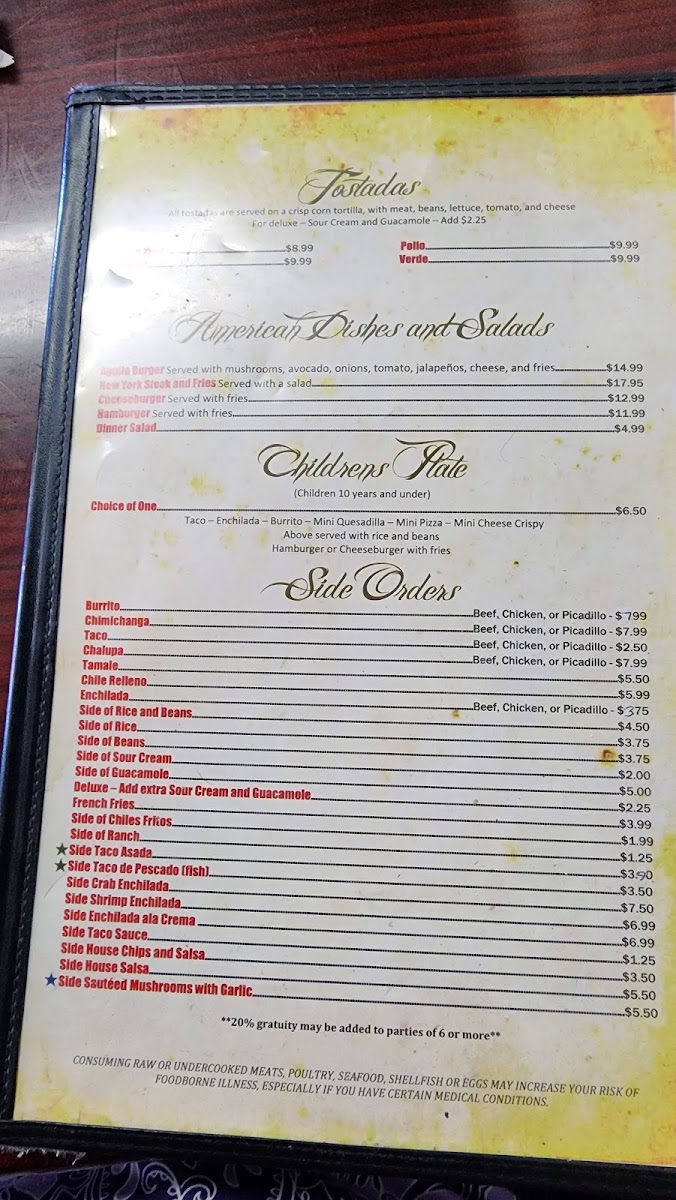 Tostadas
All tostadas are served on a crisp corn tortilla, with meat, beans, lettuce, tomato, and cheese
For deluxe – Sour Cream and Guacamole – Add $2.25
$8.99
Pollo $9.99
$9.99
Verde $9.99
American Dishes and Salads
Aguila Burger Served with mushrooms, avocado, onions, tomato, jalapeños, cheese, and fries $14.99
New York Steak and Fries Served with a salad $17.95
Cheeseburger Served with fries $12.99
Hamburger Served with fries $11.99
Dinner Salad $4.99
Childrens Plate
(Children 10 years and under)
Choice of One $6.50
Taco – Enchilada – Burrito – Mini Quesadilla – Mini Pizza – Mini Cheese Crispy
Above served with rice and beans
Hamburger or Cheeseburger with fries
Side Orders
Burrito Beef, Chicken, or Picadillo - $ 799
Chimichanga Beef, Chicken, or Picadillo - $7.99
Taco Beef, Chicken, or Picadillo - $2.50
Chalupa Beef, Chicken, or Picadillo - $7.99
Tamale $5.50
Chile Relleno $5.99
Enchilada Beef, Chicken, or Picadillo - $375
Side of Rice and Beans $4.50
Side of Rice $3.75
Side of Beans $3.75
Side of Sour Cream $2.00
Side of Guacamole $5.00
Deluxe – Add extra Sour Cream and Guacamole $2.25
French Fries $3.99
Side of Chiles Fritos $1.99
Side of Ranch $1.25
★Side Taco Asada $3.50
★Side Taco de Pescado (fish) $3.50
Side Crab Enchilada $7.50
Side Shrimp Enchilada $6.99
Side Enchilada ala Crema $6.99
Side Taco Sauce $1.25
Side House Chips and Salsa $3.50
Side House Salsa $5.50
★Side Sautéed Mushrooms with Garlic $5.50
**20% gratuity may be added to parties of 6 or more**
CONSUMING RAW OR UNDERCOOKED MEATS, POULTRY, SEAFOOD, SHELLFISH OR EGGS MAY INCREASE YOUR RISK OF
FOODBORNE ILLNESS, ESPECIALLY IF YOU HAVE CERTAIN MEDICAL CONDITIONS.